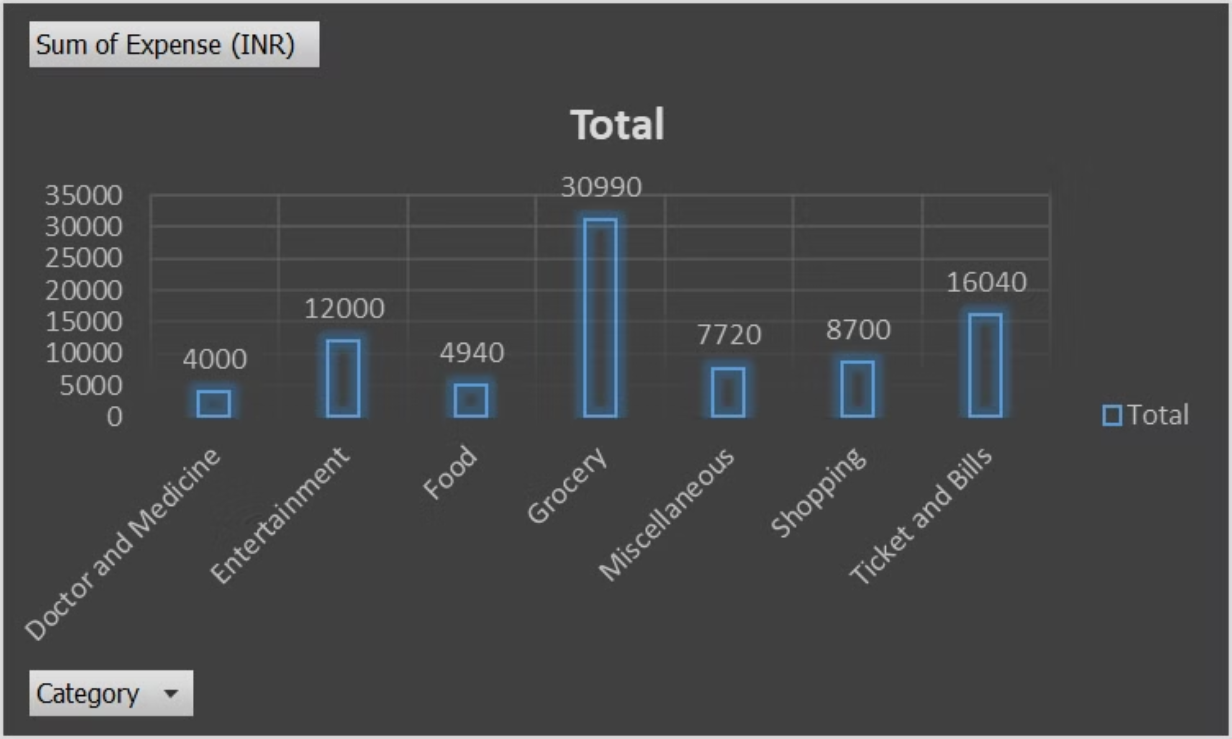 Sum of Expense (INR)
Total
35000
30000
25000
20000
15000
10000
5000
0
4000
12000
4940
30990
7720
8700
16040
Doctor and Medicine
Entertainment
Food
Grocery
Miscellaneous
Shopping
Ticket and Bills
Total
Category